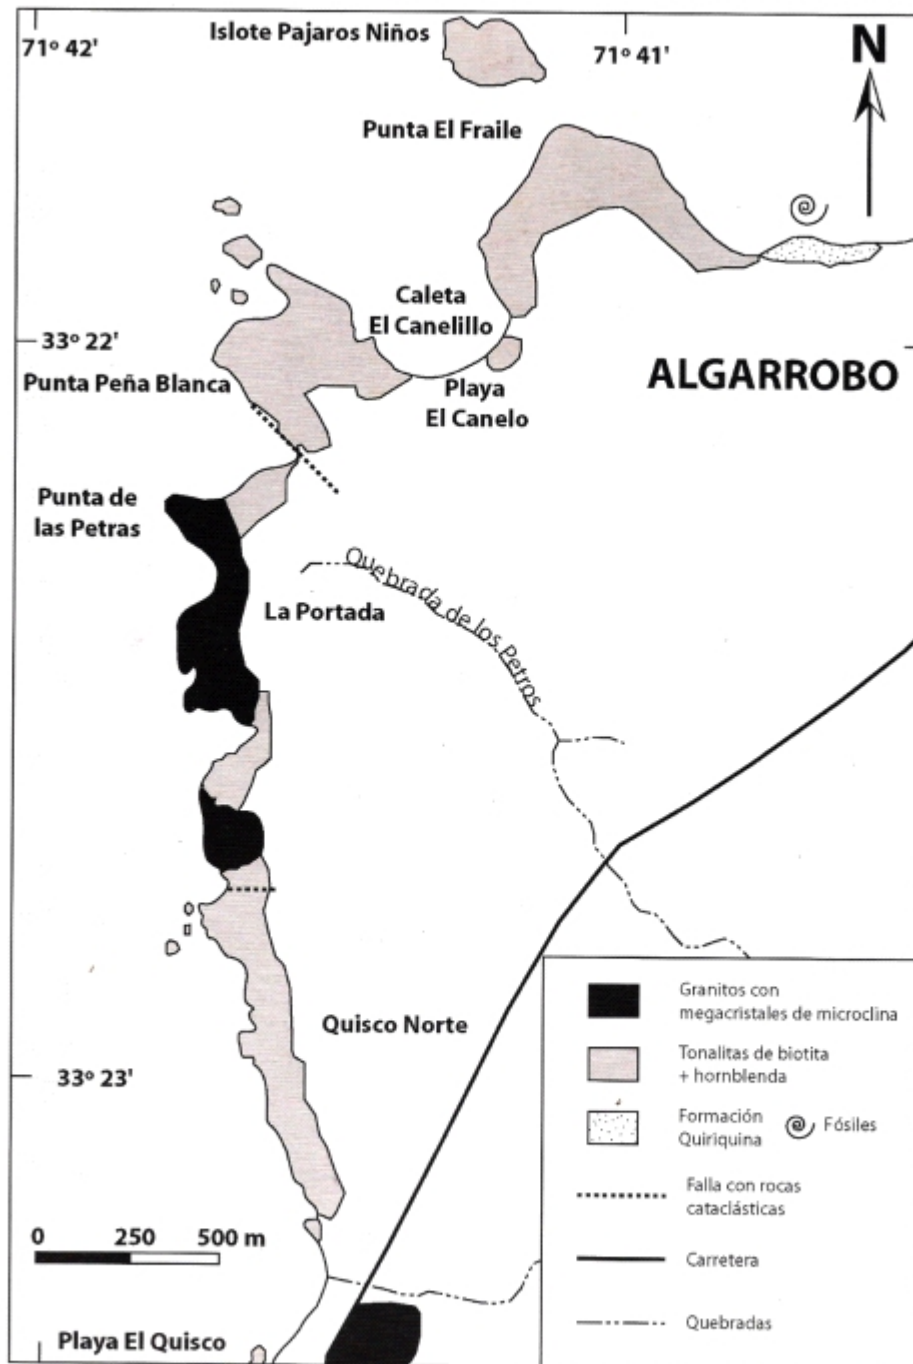 Islote Pajaros Niños
71º 42'
71º 41'
N
Punta El Fraile
Caleta
El Canelillo
33º 22'
Punta Peña Blanca
Playa
El Canelo
ALGARROBO
Punta de
las Petras
Quebrada de los Petros
La Portada
Quisco Norte
33º 23'
0 250 500 m
Playa El Quisco
Granitos con
megacristales de microclina
Tonalitas de biotita
+ hornblenda
Formación
Quiriquina
Fósiles
Falla con rocas
cataclásticas
Carretera
Quebradas